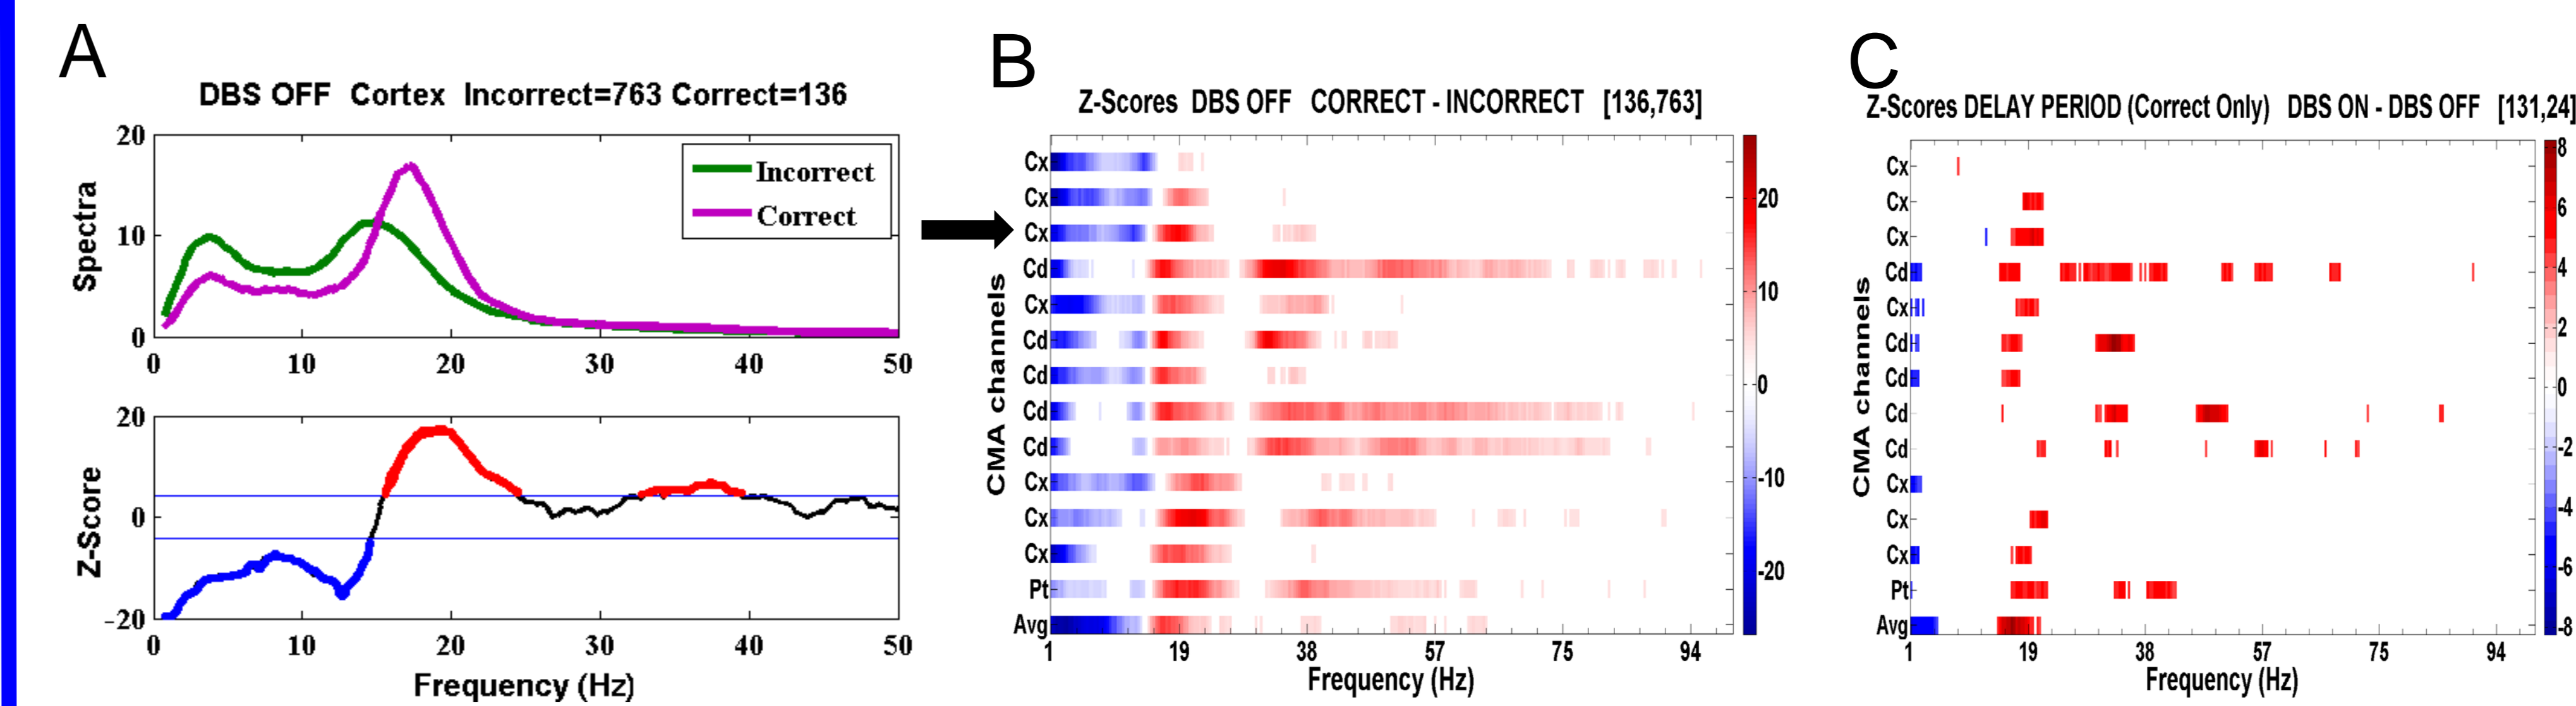 A
DBS OFF Cortex Incorrect=763 Correct=136
20
10
0
Spectra
Incorrect
Correct
0 10 20 30 40 50
20
0
-20
Z-Score
0 10 20 30 40 50
Frequency (Hz)
B
Z-Scores DBS OFF CORRECT - INCORRECT [136,763]
CMA channels
Cx
Cx
Cx
Cd
Cx
Cd
Cd
Cd
Cd
Cx
Cx
Cx
Pt
Avg
1 19 38 57 75 94
Frequency (Hz)
20
10
0
-10
-20
C
Z-Scores DELAY PERIOD (Correct Only) DBS ON - DBS OFF [131,24]
CMA channels
Cx
Cx
Cx
Cd
Cx
Cd
Cd
Cd
Cd
Cx
Cx
Cx
Pt
Avg
1 19 38 57 75 94
Frequency (Hz)
8
6
4
2
0
-2
-4
-6
-8